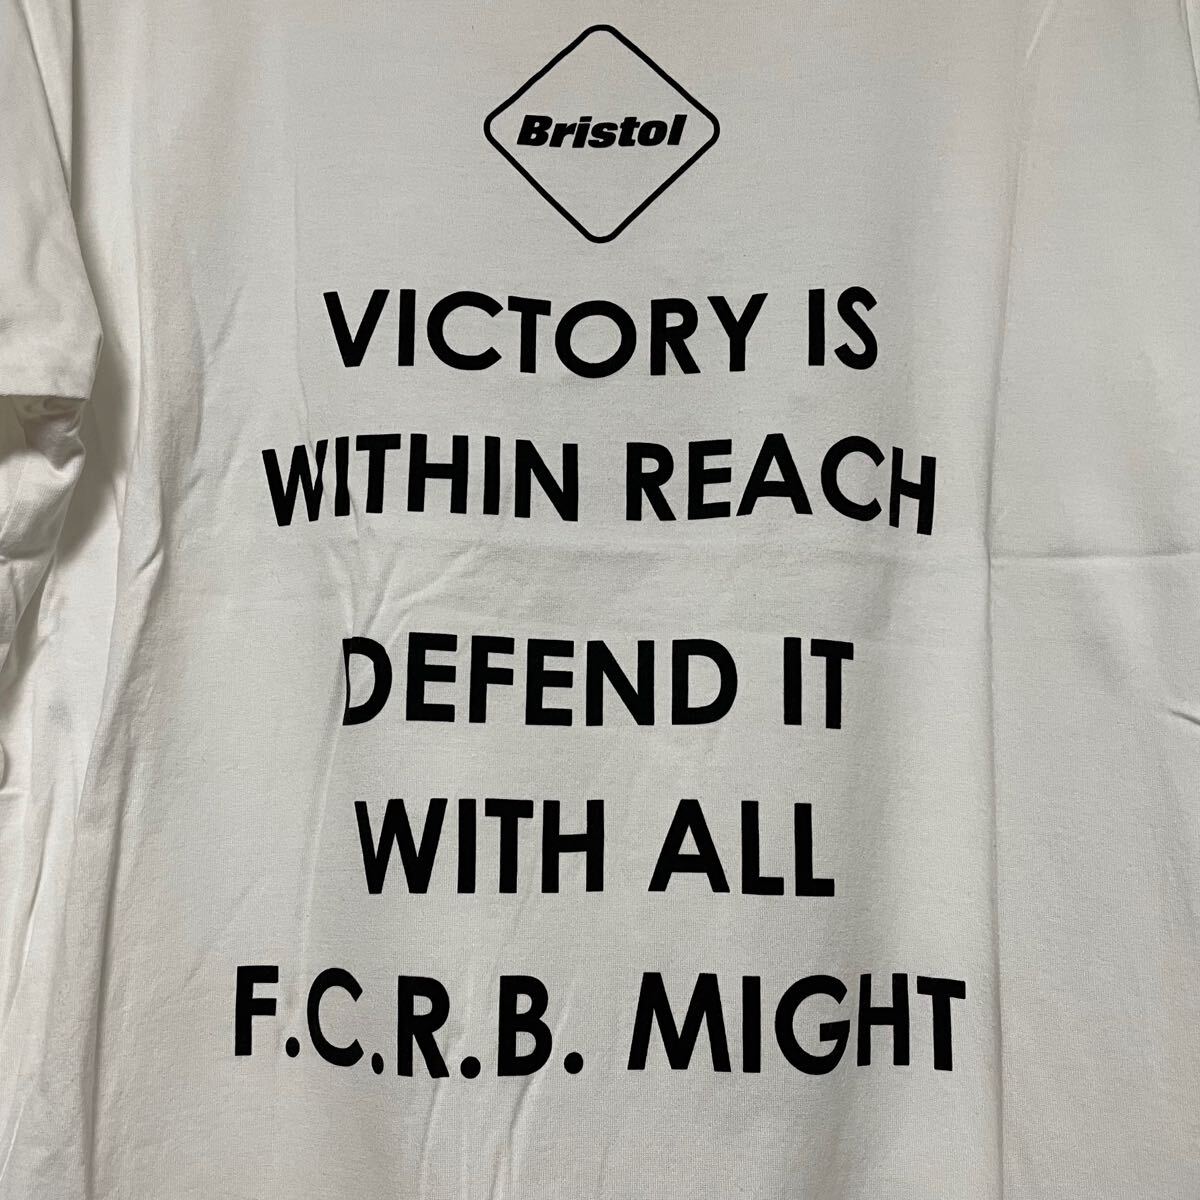 Bristol
VICTORY IS
WITHIN REACH
DEFEND IT
WITH ALL
F.C.R.B. MIGHT